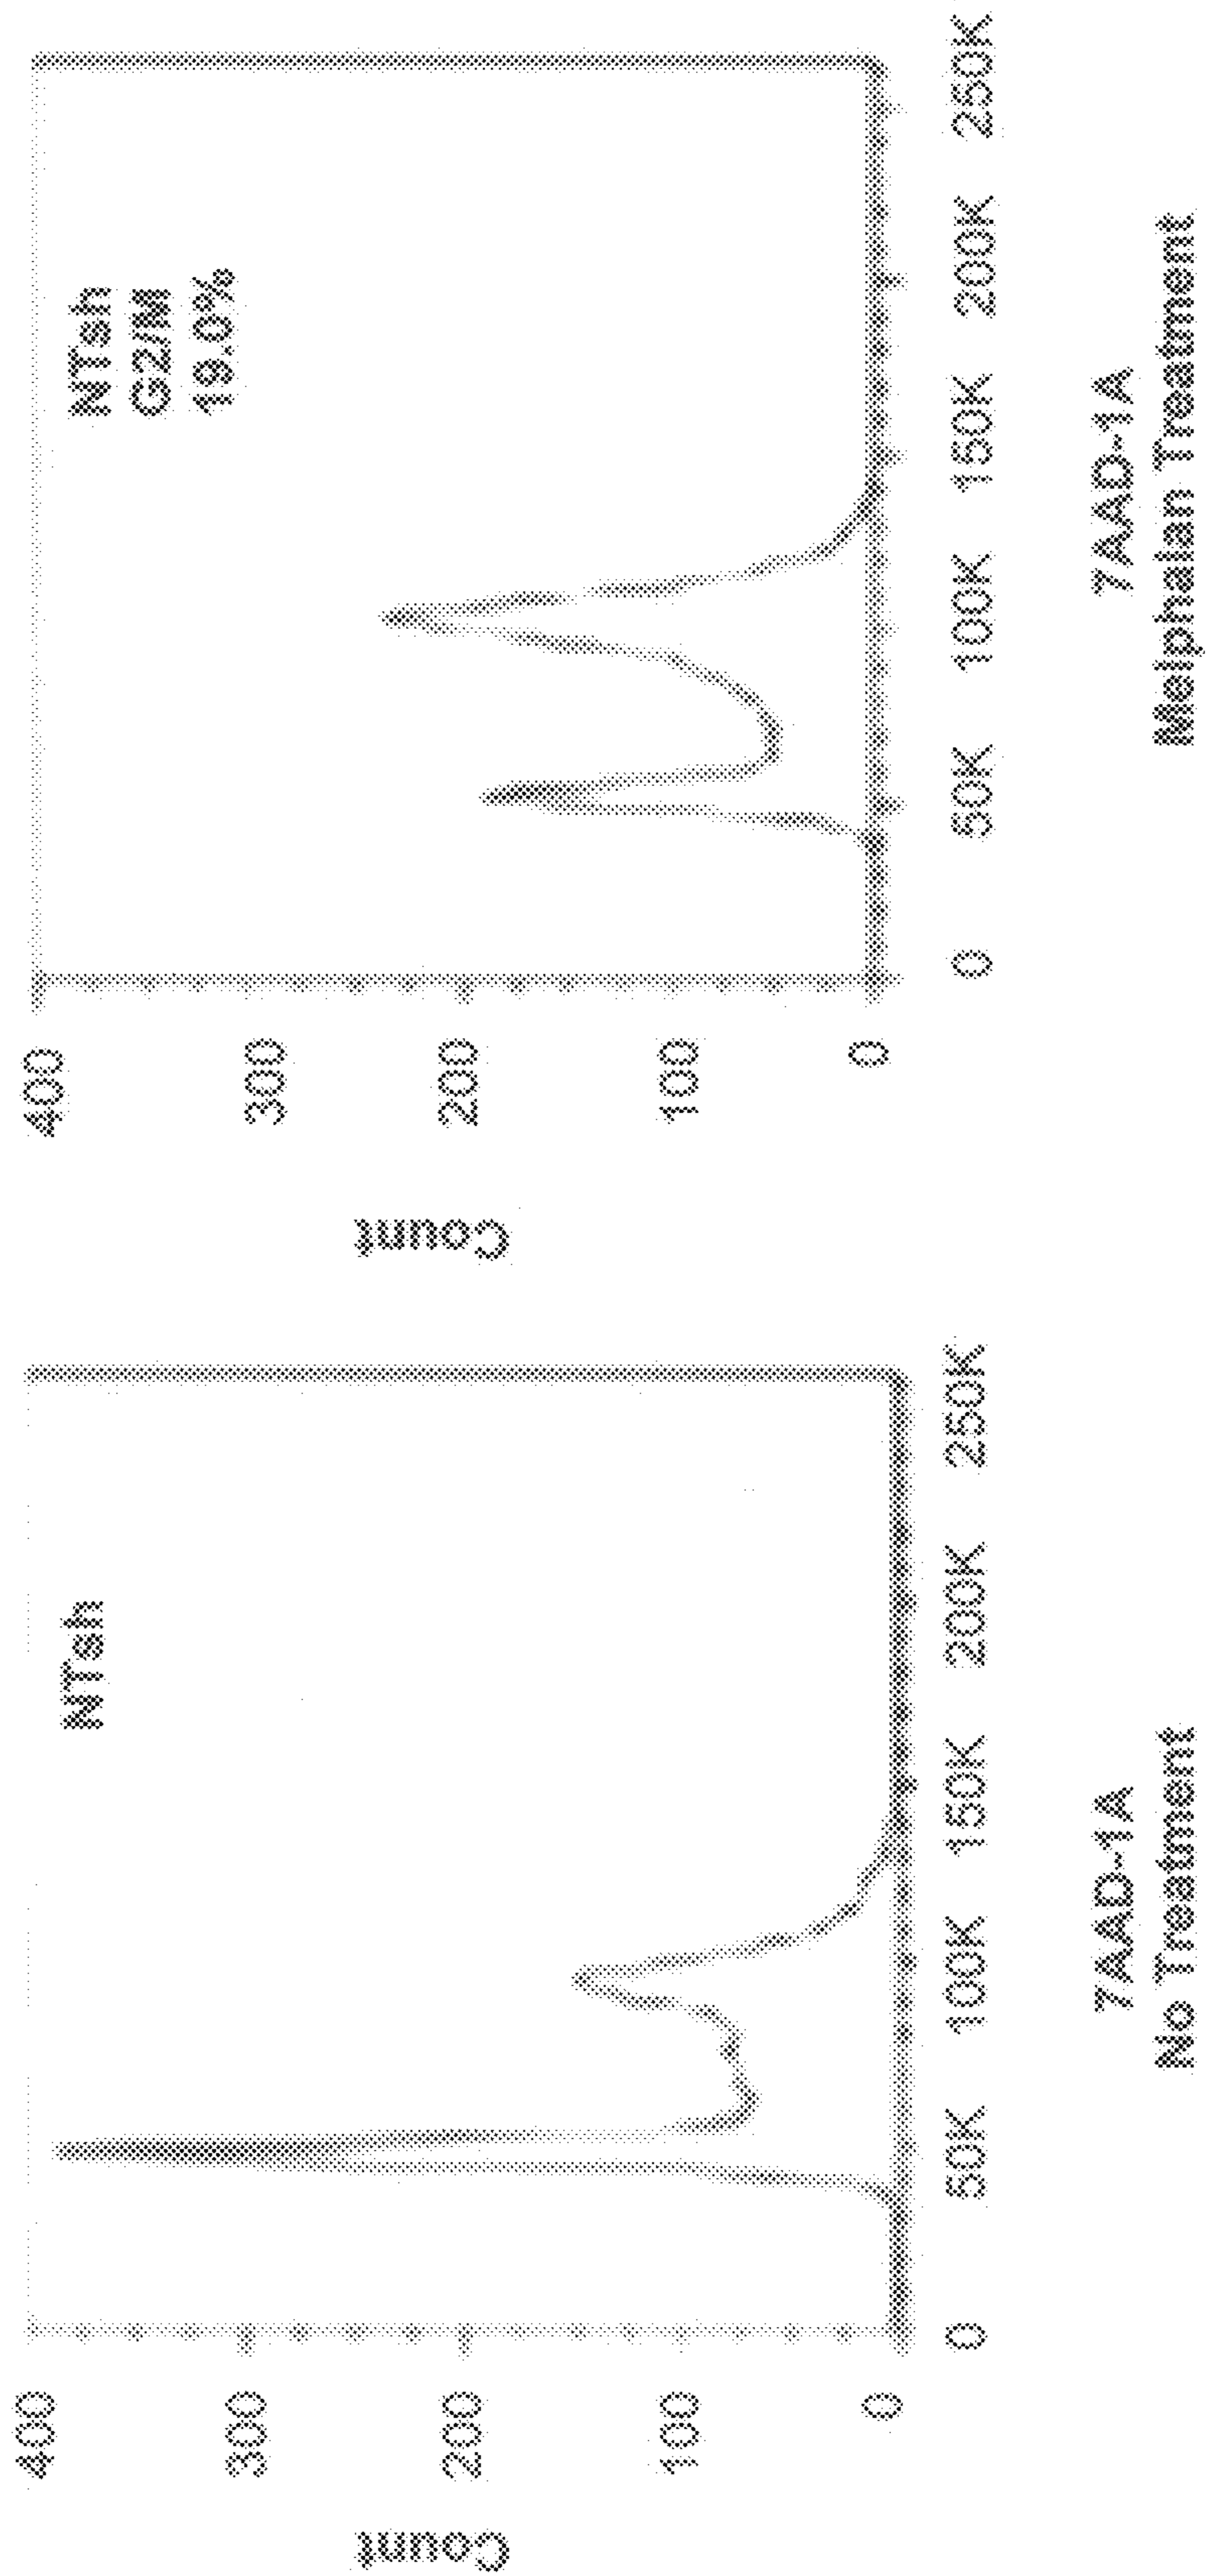 Count
400
300
200
100
0
NTsh
0
50K
100K
150K
200K
250K
7AAD-1A
No Treatment
Count
400
300
200
100
0
NTsh
G2/M
19.0%
0
50K
100K
150K
200K
250K
7AAD-1A
Melphalan Treatment